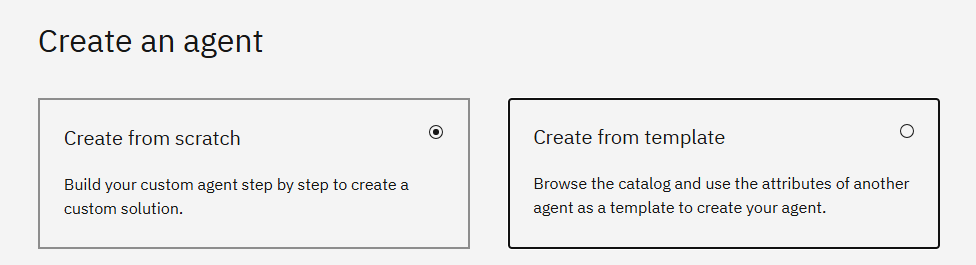 Create an agent
Create from scratch
Build your custom agent step by step to create a
custom solution.
Create from template
Browse the catalog and use the attributes of another
agent as a template to create your agent.